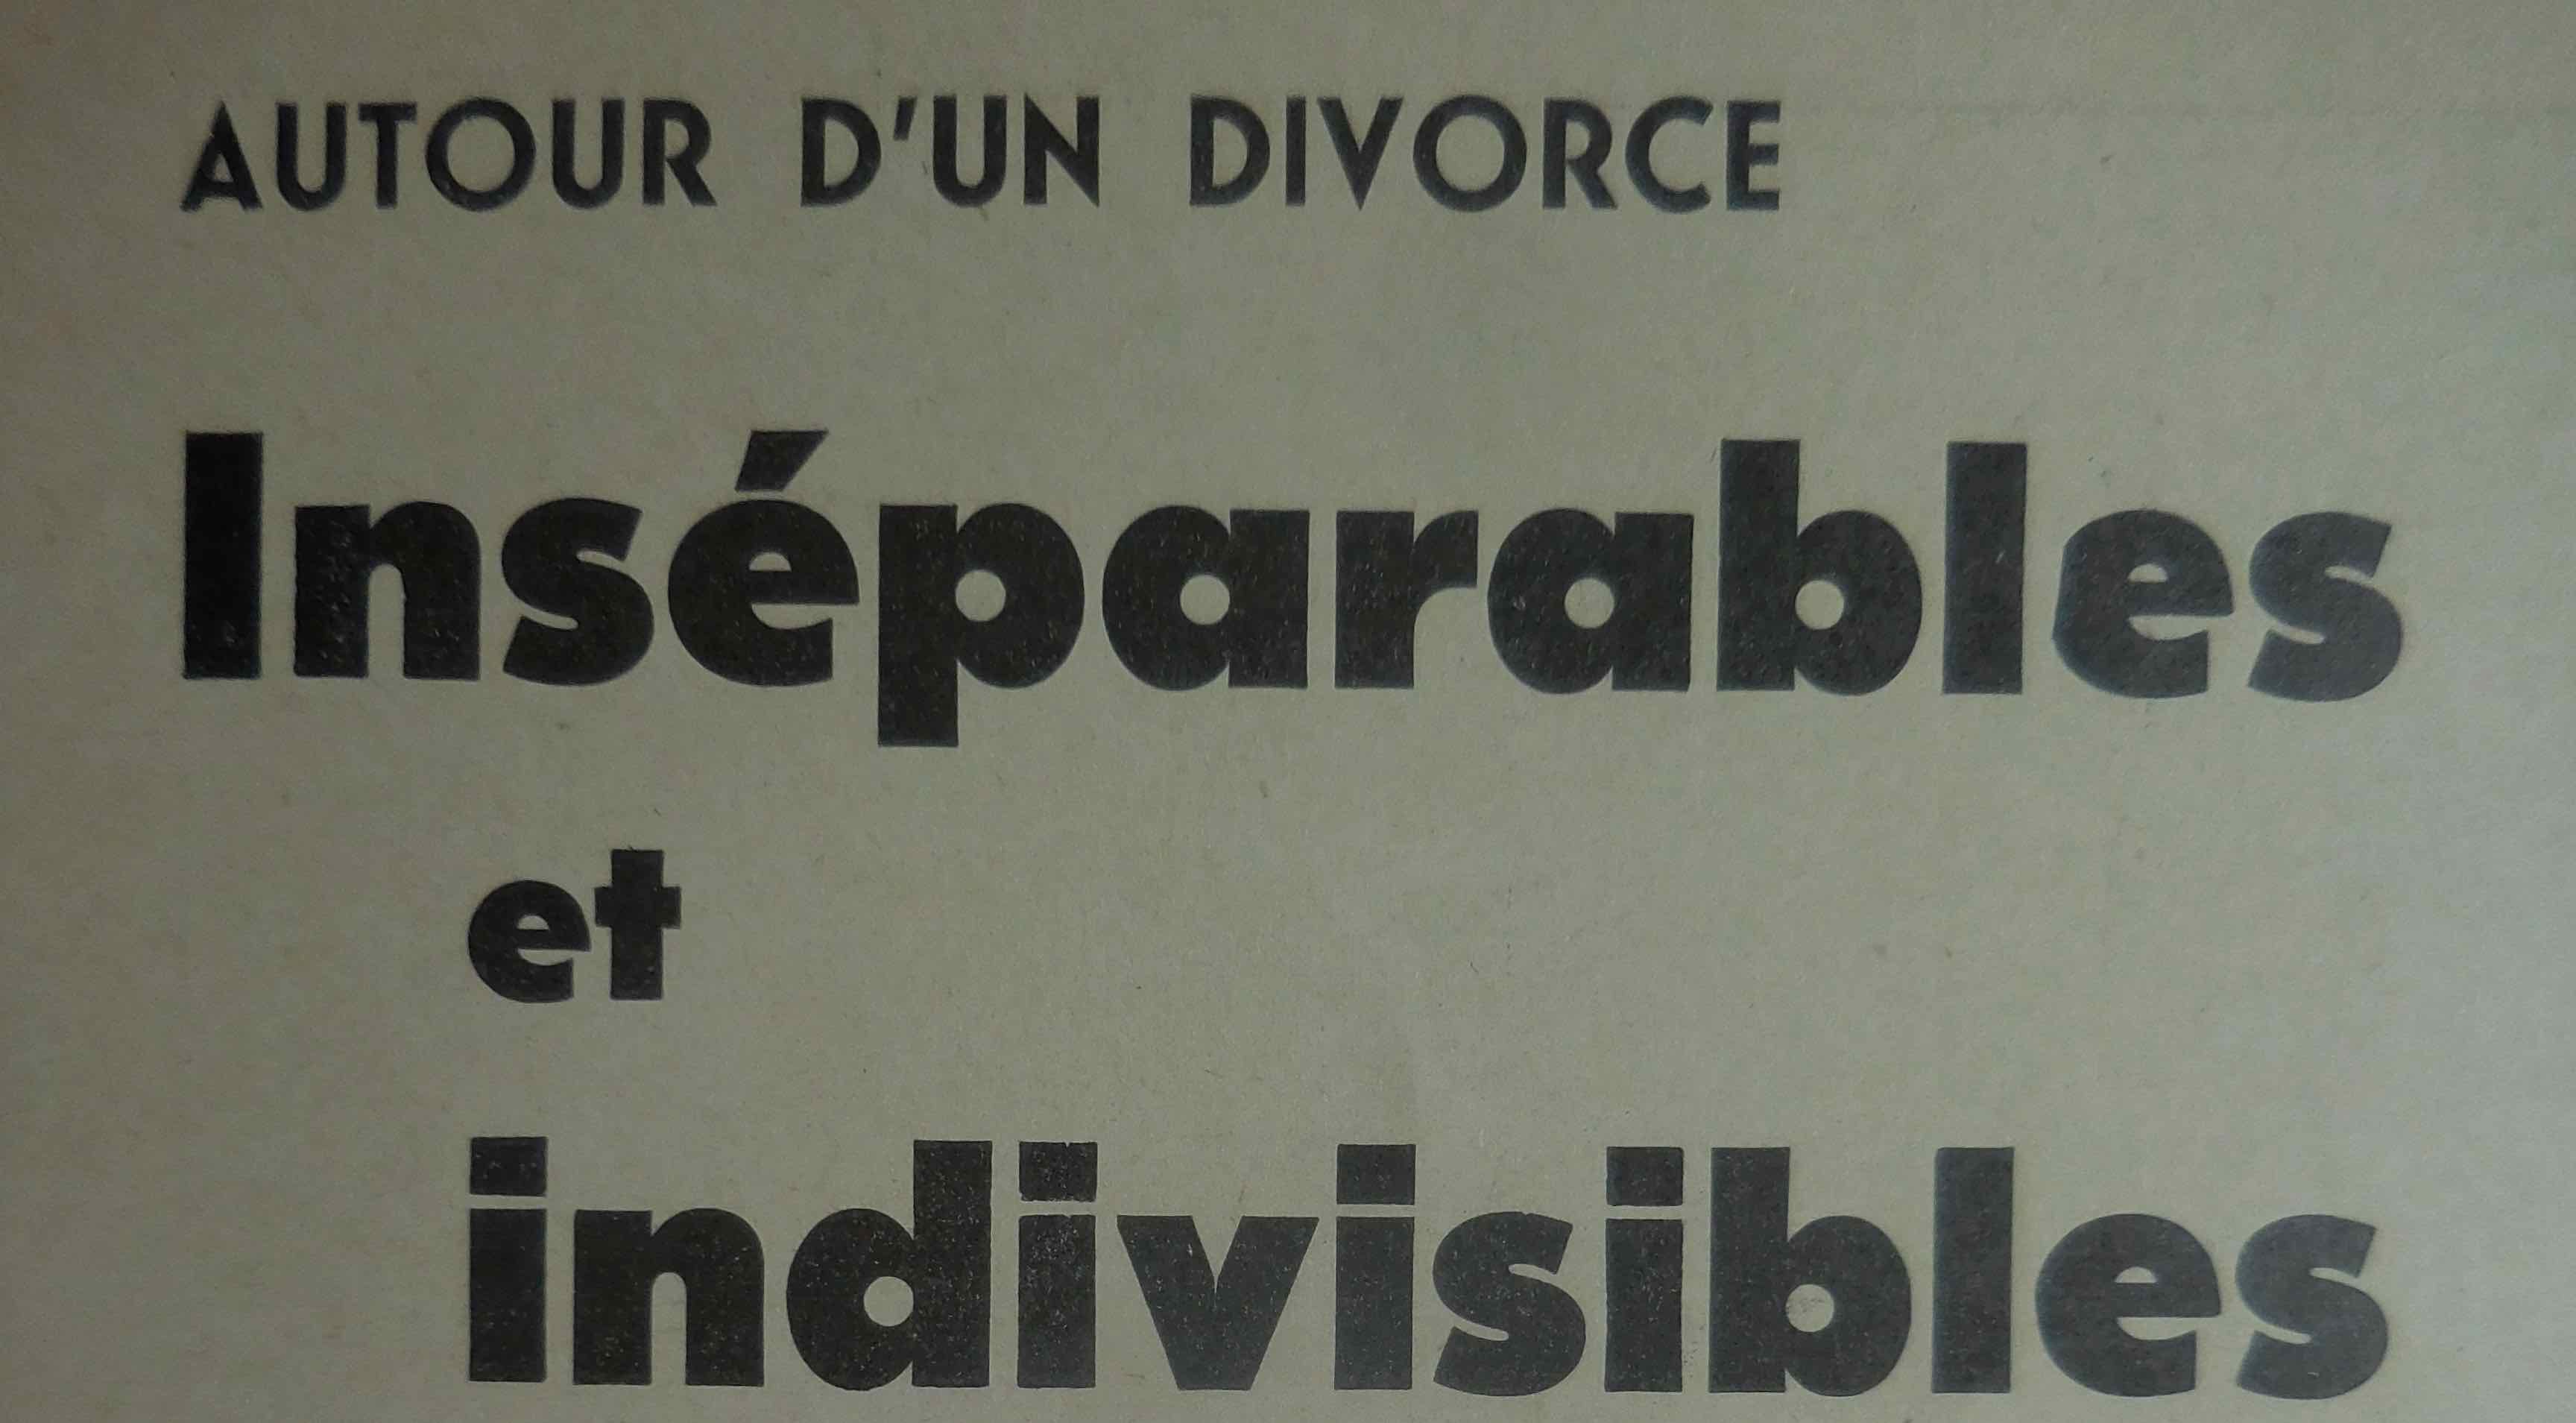 AUTOUR D'UN DIVORCE
Inséparables
et
indivisibles